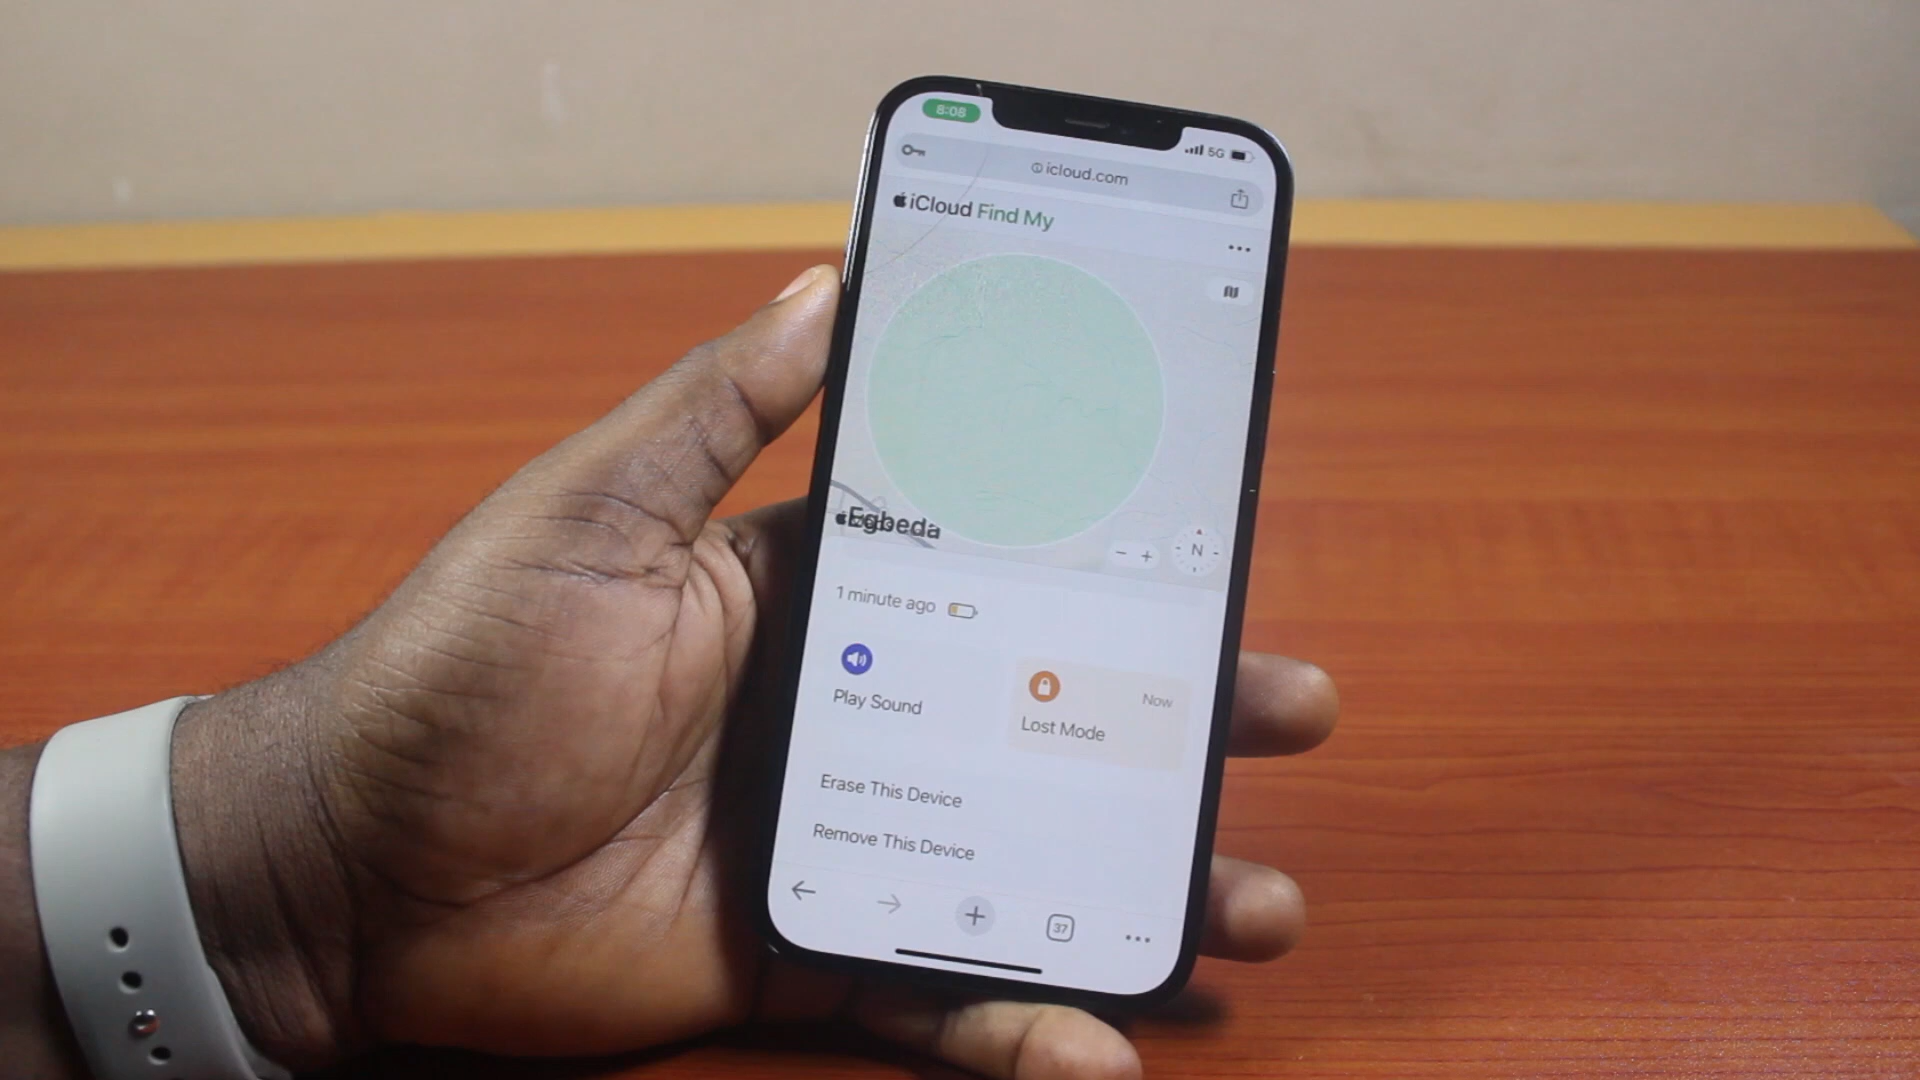 8:08
5G
icloud.com
iCloud Find My
Egbeda
N
1 minute ago
Play Sound
Now
Lost Mode
Erase This Device
Remove This Device
37